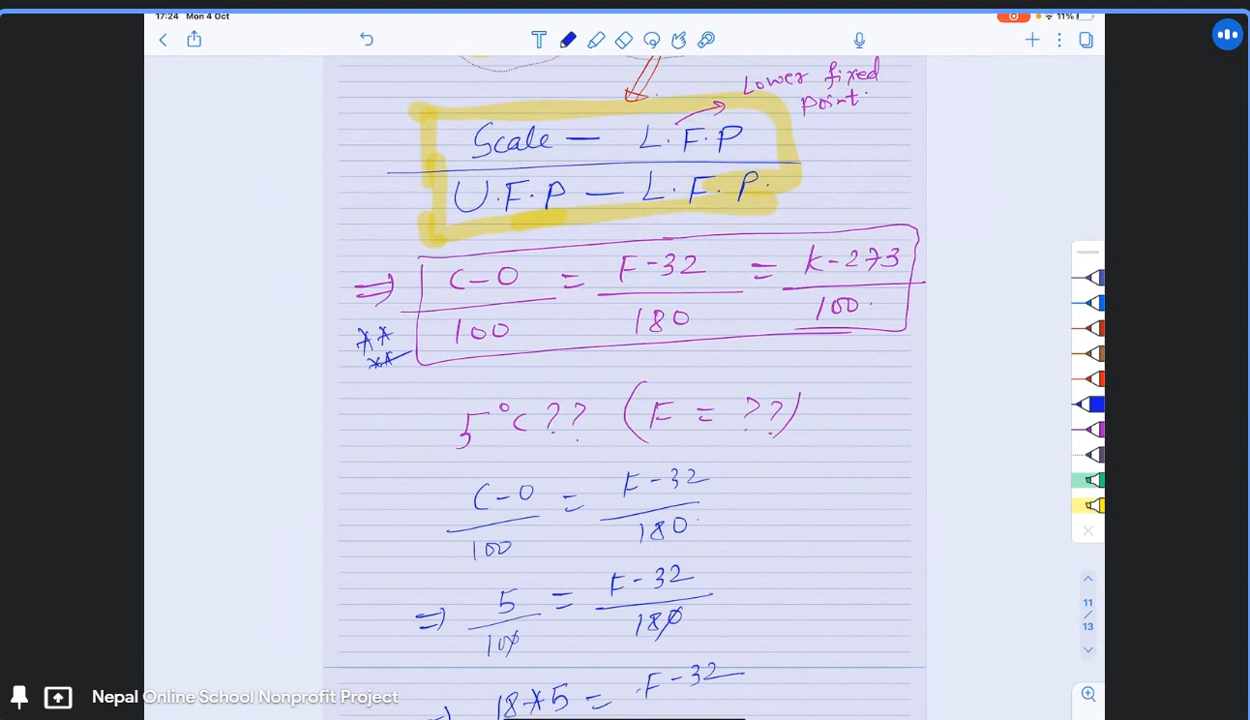 17:24 Mon 4 Oct
11%
Lower fixed
point.
Scale — L.F.P
U.F.P — L.F.P.
⇒ C-0 = F-32 = K-273
100 180 100.
**
**
5°C?? (F = ??)
C-0 = F-32
100 180
⇒ 5 = F-32
100 180
⇒ 18*5 = F-32
11
/
13
Nepal Online School Nonprofit Project